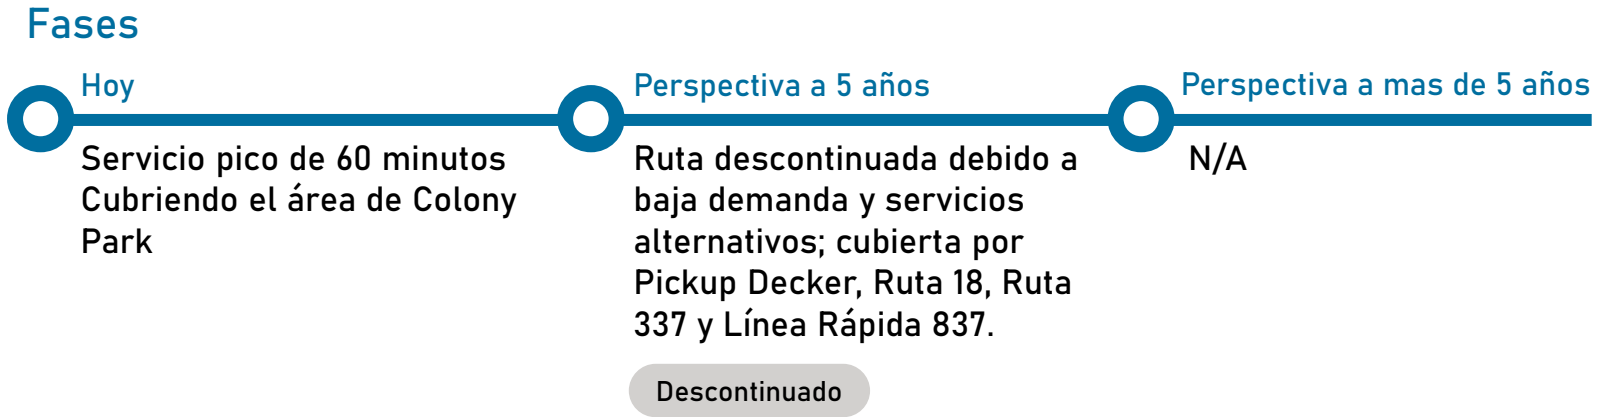 Fases
Hoy
Servicio pico de 60 minutos
Cubriendo el área de Colony
Park
Perspectiva a 5 años
Ruta descontinuada debido a
baja demanda y servicios
alternativos; cubierta por
Pickup Decker, Ruta 18, Ruta
337 y Línea Rápida 837.
Descontinuado
Perspectiva a mas de 5 años
N/A